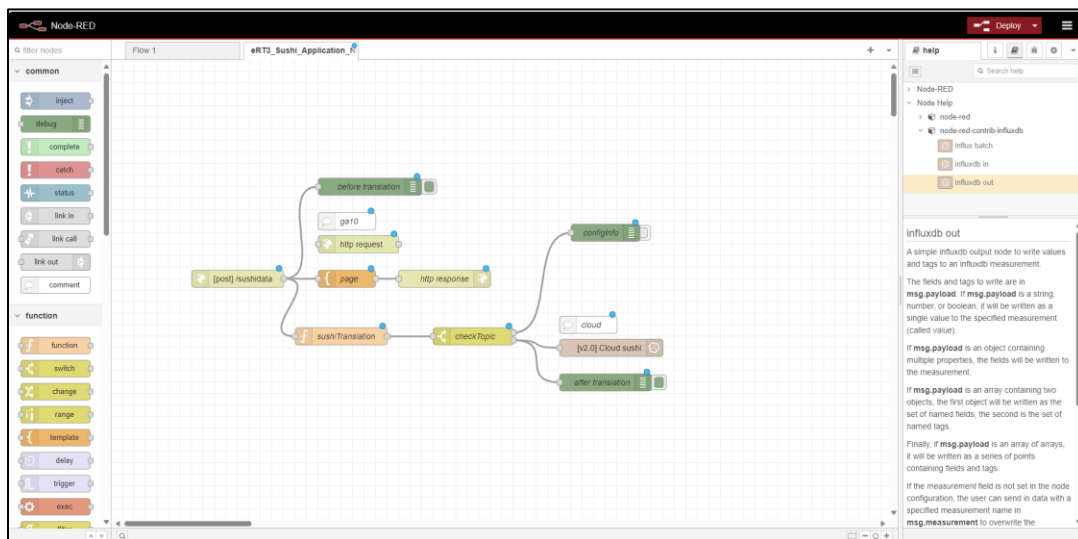 Node-RED
Deploy
filter nodes
Flow 1
eRT3_Sushi_Application_N
help
common
inject
debug
complete
catch
status
link in
link call
link out
comment
function
function
switch
change
range
template
delay
trigger
exec
before translation
ga10
http request
[post] /sushidata
page
http response
sushiTranslation
checkTopic
configInfo
cloud
[v2.0] Cloud sushi
after translation
Search help
Node-RED
Node Help
node-red
node-red-contrib-influxdb
influx batch
influxdb in
influxdb out
influxdb out
A simple influxdb output node to write values
and tags to an influxdb measurement.
The fields and tags to write are in
msg.payload. If msg.payload is a string,
number, or boolean, it will be written as a
single value to the specified measurement
(called value).
If msg.payload is an object containing
multiple properties, the fields will be written to
the measurement.
If msg.payload is an array containing two
objects, the first object will be written as the
set of named fields, the second is the set of
named tags.
Finally, if msg.payload is an array of arrays,
it will be written as a series of points
containing fields and tags.
If the measurement field is not set in the node
configuration, the user can send in data with a
specified measurement name in
msg.measurement to overwrite the